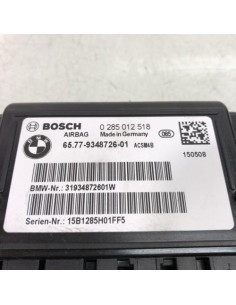 BOSCH 0 285 012 518
AIRBAG Made in Germany 085
65.77-9348726-01 ACSM4B
150508
BMW-Nr.: 31934872601W
Serien-Nr.: 15B1285H01FF5